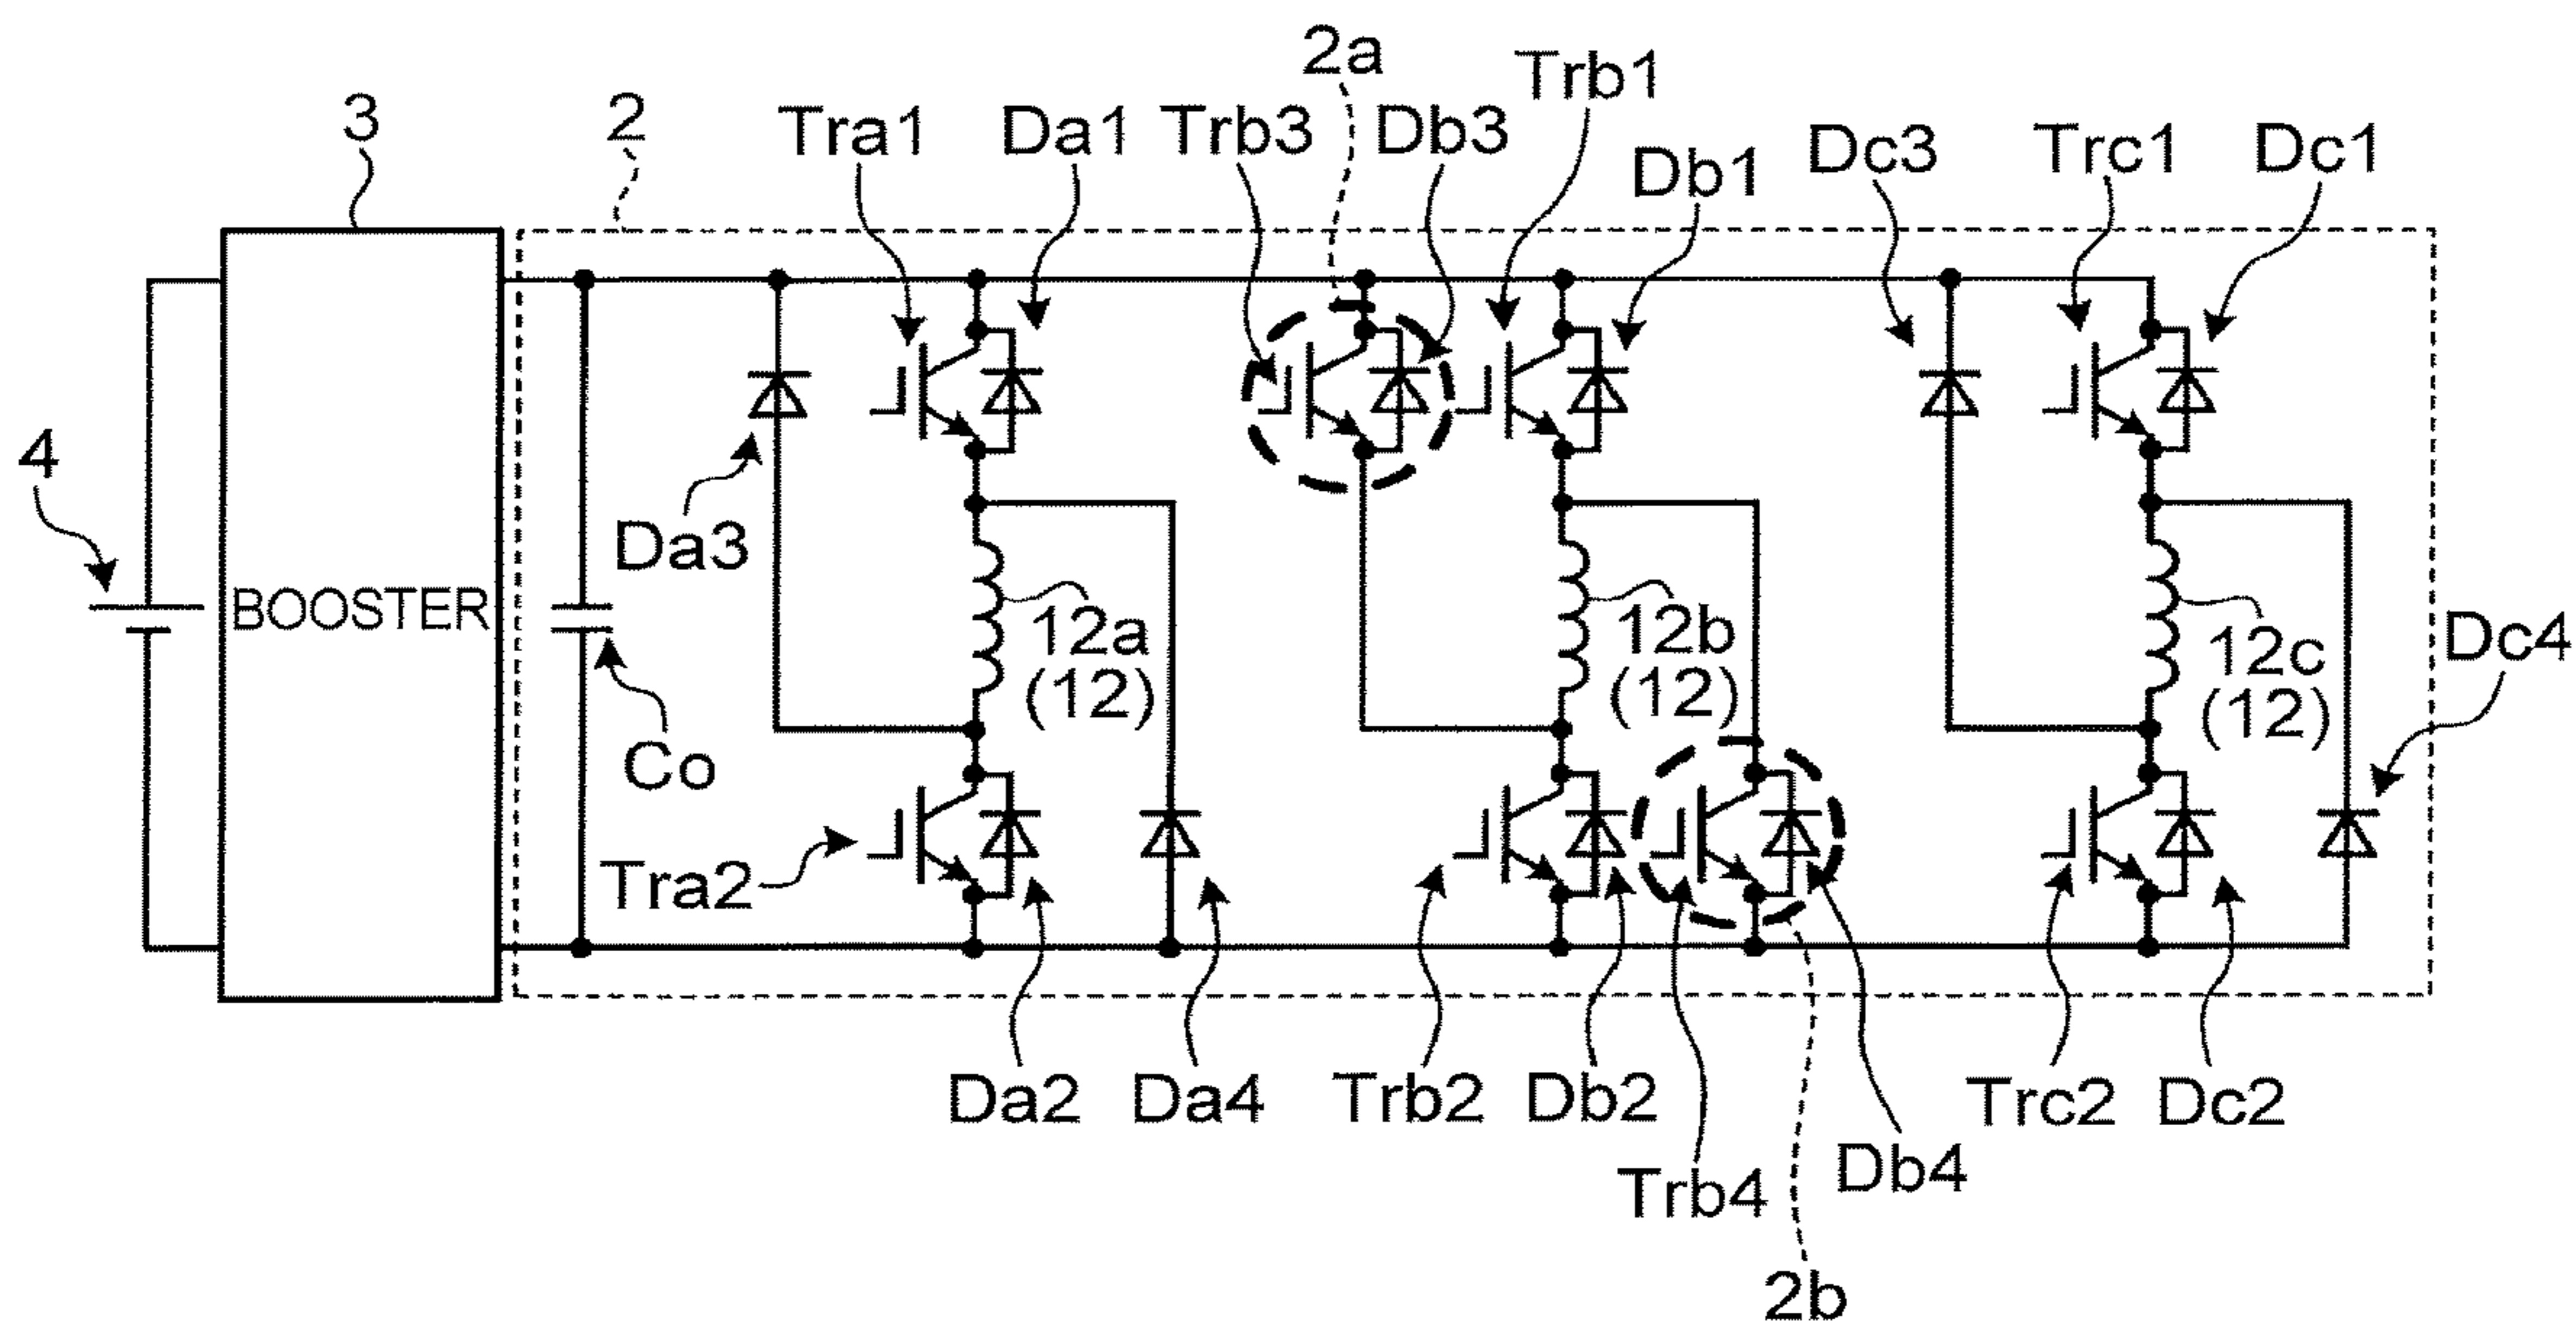 2a
Trb1
3
2
Tra1
Da1
Trb3
Db3
Db1
Dc3
Trc1
Dc1
4
Da3
BOOSTER
12a
(12)
12b
(12)
12c
(12)
Dc4
Co
Tra2
Da2
Da4
Trb2
Db2
Trc2
Dc2
Trb4
Db4
2b